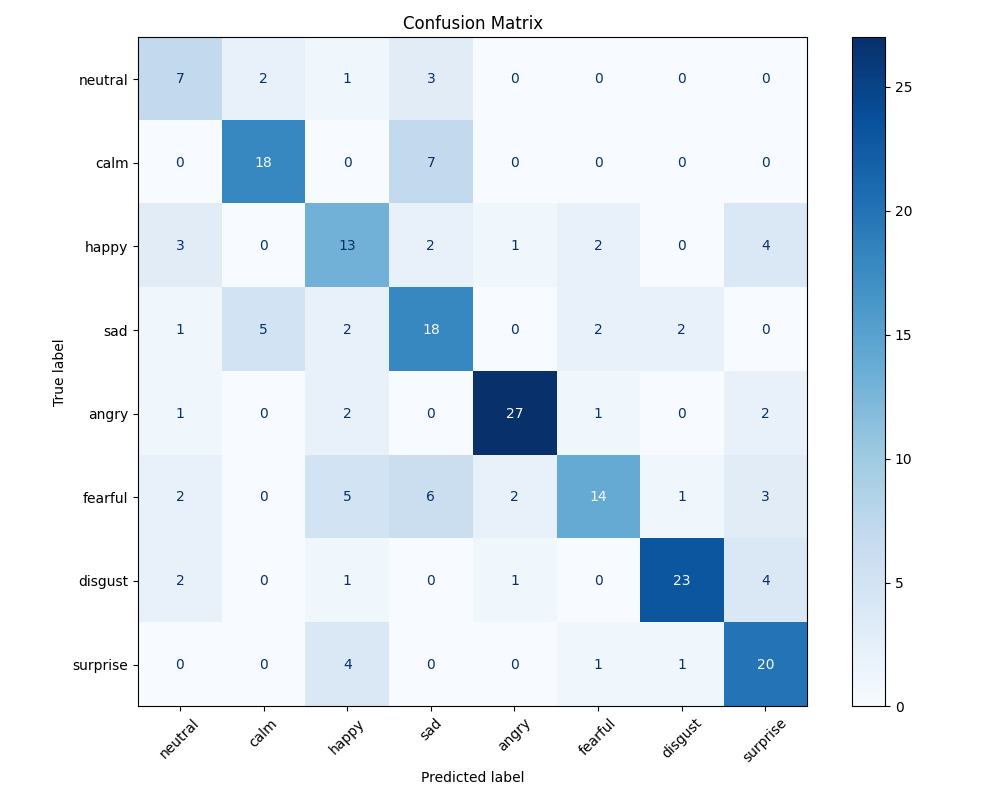 Confusion Matrix
neutral 7 2 1 3 0 0 0 0
calm 0 18 0 7 0 0 0 0
happy 3 0 13 2 1 2 0 4
sad 1 5 2 18 0 2 2 0
angry 1 0 2 0 27 1 0 2
fearful 2 0 5 6 2 14 1 3
disgust 2 0 1 0 1 0 23 4
surprise 0 0 4 0 0 1 1 20
neutral calm happy sad angry fearful disgust surprise
Predicted label
True label
25
20
15
10
5
0